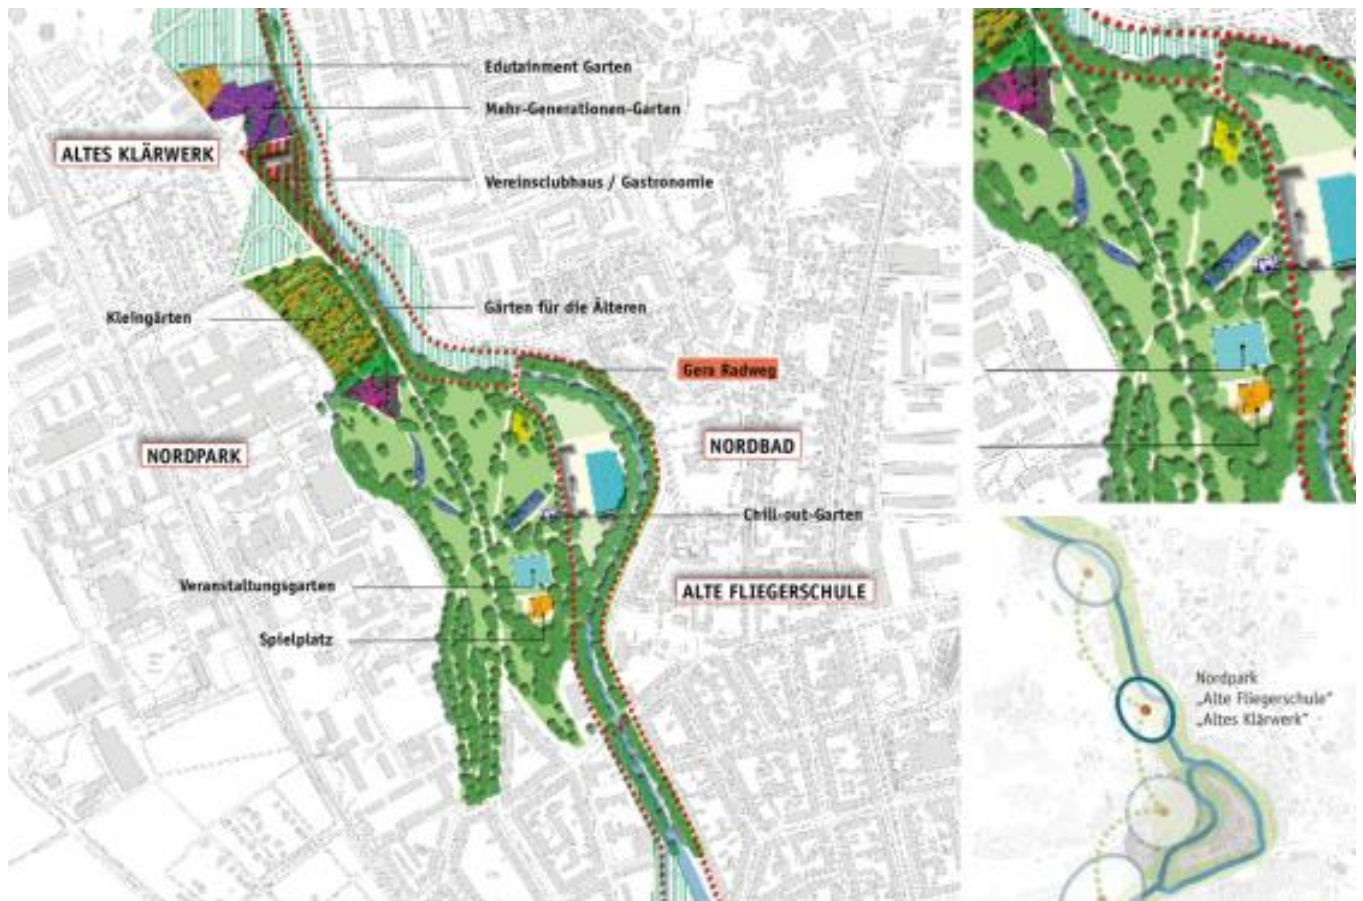 Edutainment Garten
Mehr-Generationen-Garten
ALTES KLÄRWERK
Vereinsclubhaus / Gastronomie
Gärten für die Älteren
Kleingärten
Gera Radweg
NORDPARK
NORDBAD
Chill-out-Garten
Veranstaltungsgarten
ALTE FLIEGERSCHULE
Spielplatz
Nordpark
„Alte Fliegerschule“
„Altes Klärwerk“